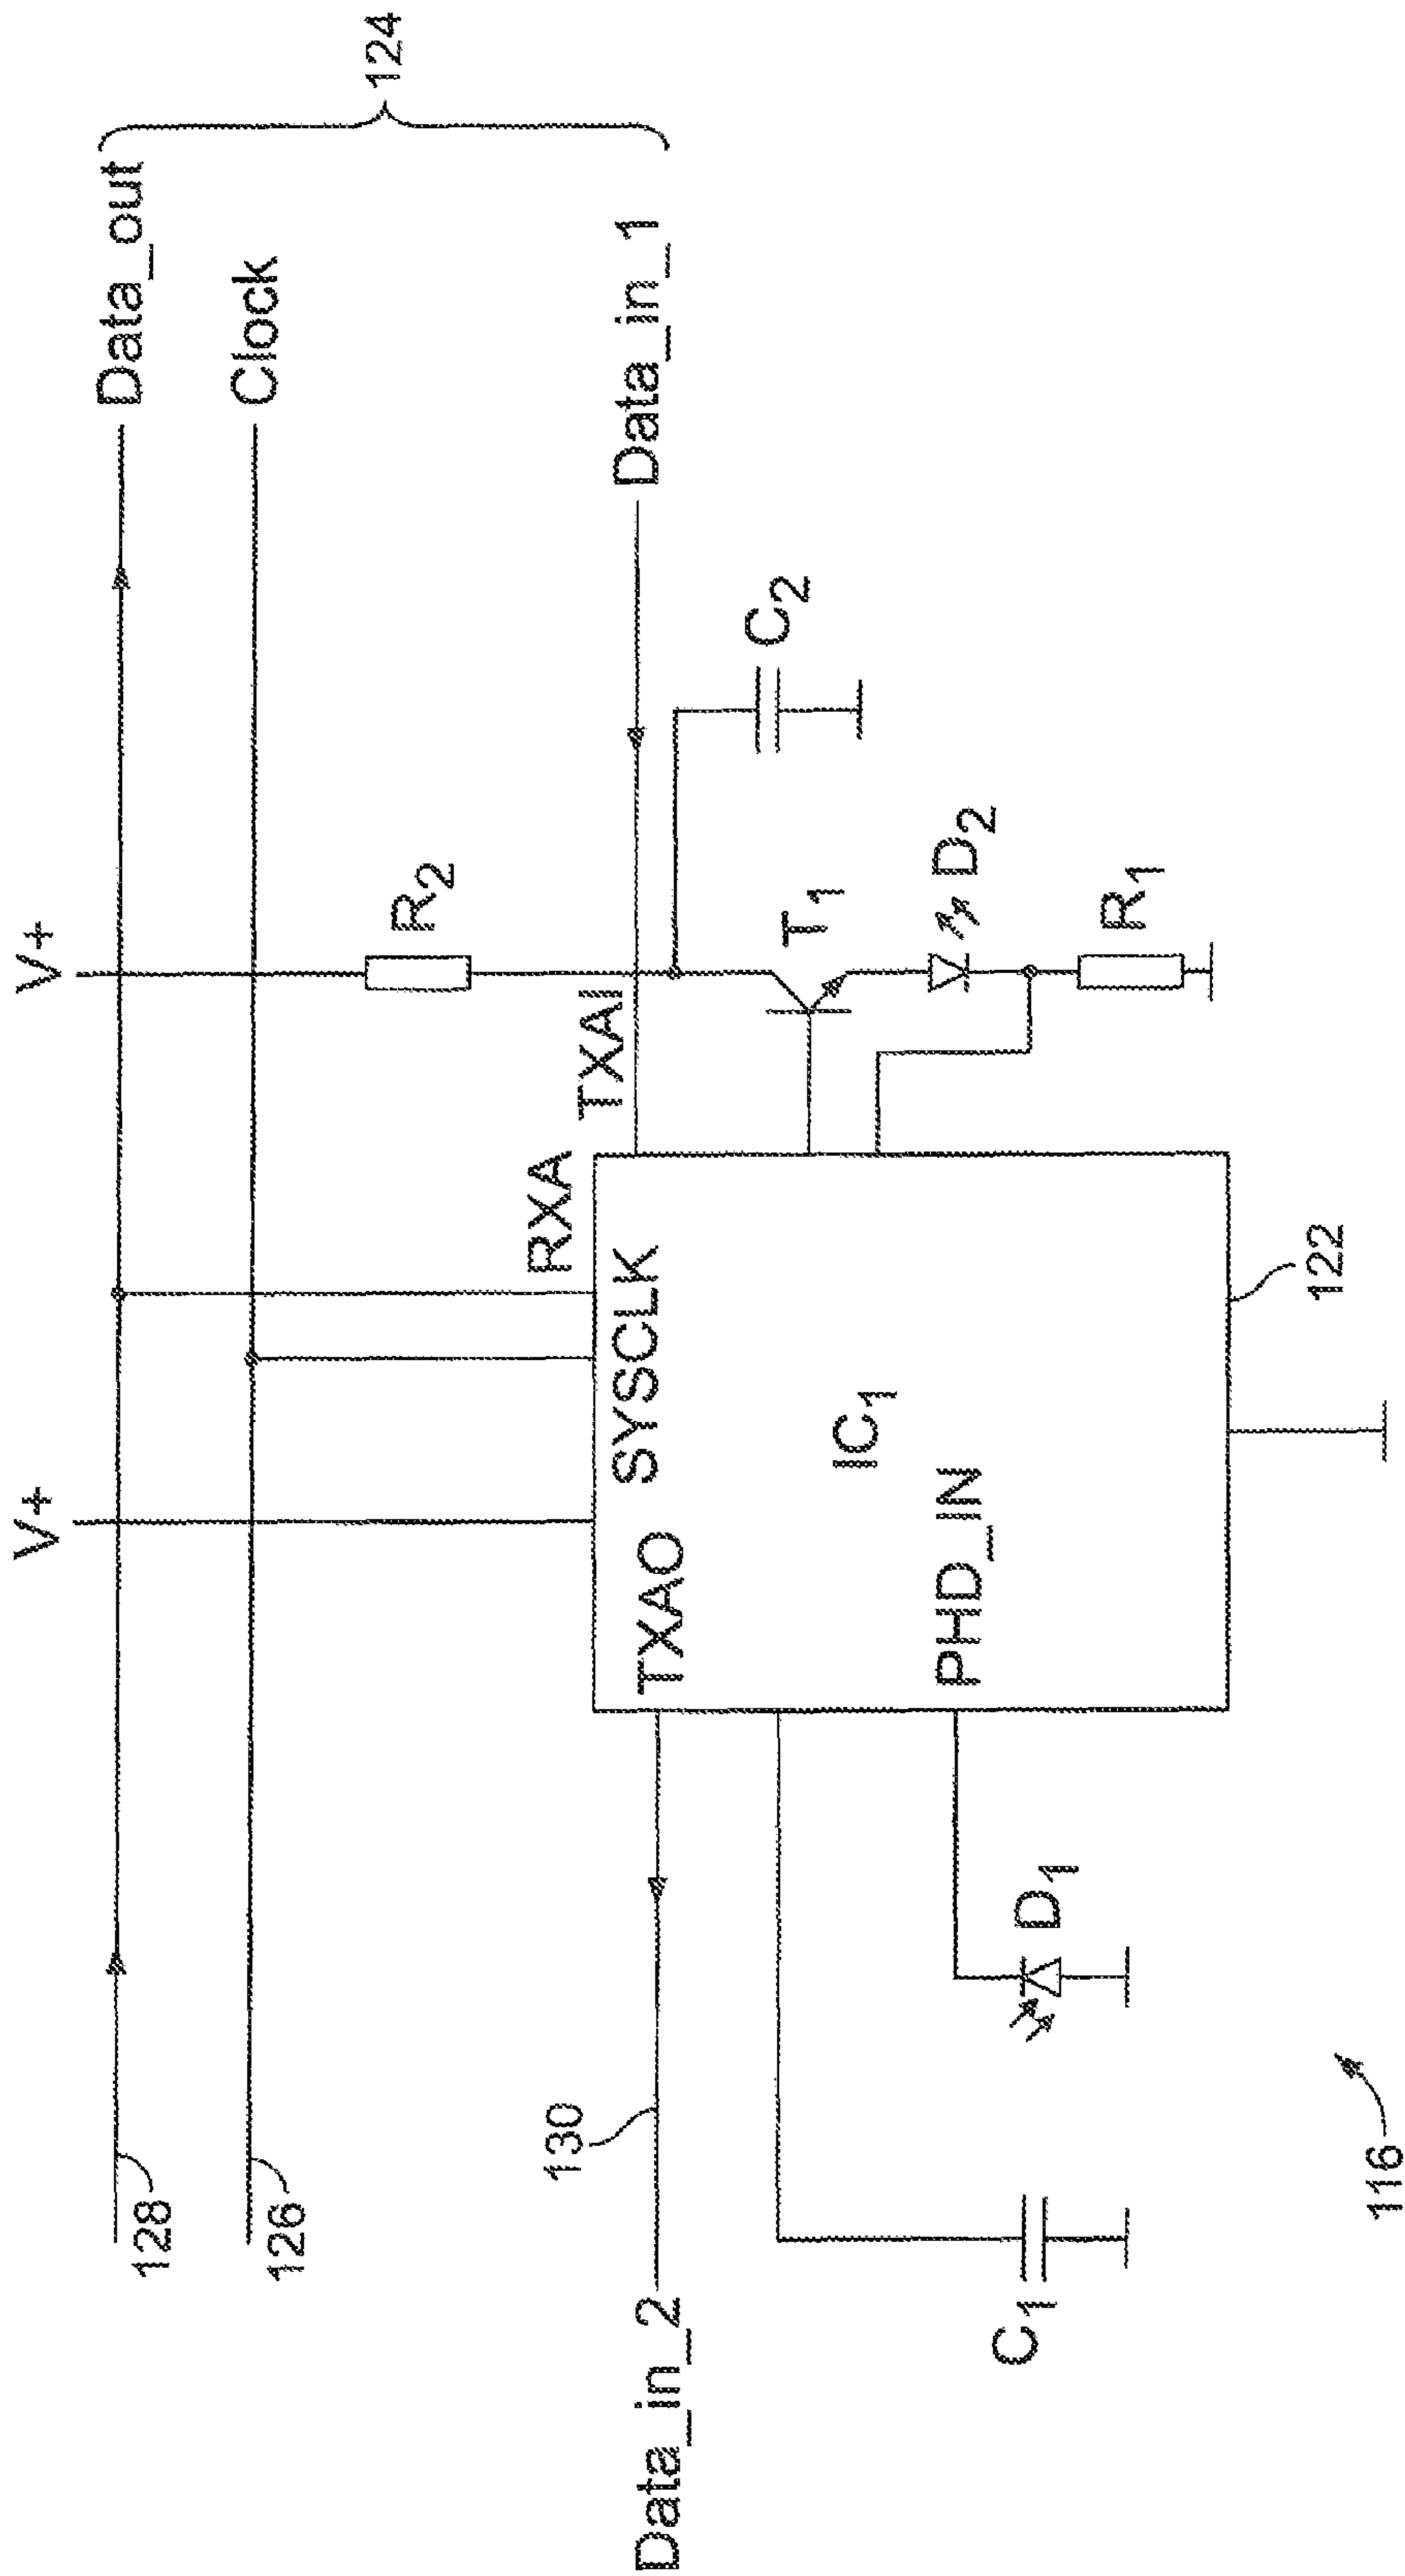 V+
V+
Data_out
128
Clock
126
R2
124
RXA
TXAI
Data_in_1
SYSCLK
TXAO
130
Data_in_2
C2
T1
IC1
D2
PHD_IN
D1
R1
C1
122
116